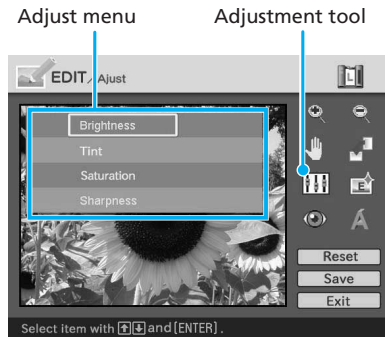 Adjust menu Adjustment tool
EDIT/Ajust
L
Brightness
Tint
Saturation
Sharpness
E
A
Reset
Save
Exit
Select item with ↑↓ and [ENTER] .